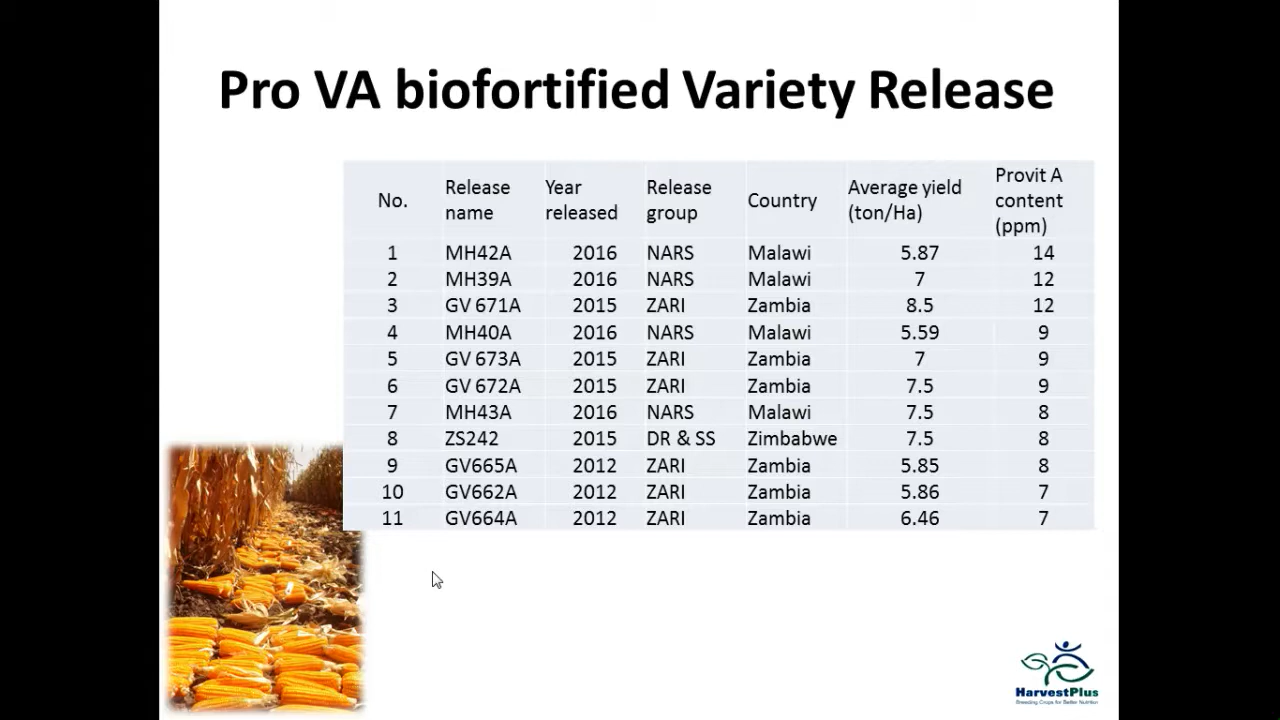 Pro VA biofortified Variety Release
No. Release name Year released Release group Country Average yield (ton/Ha) Provit A content (ppm)
1 MH42A 2016 NARS Malawi 5.87 14
2 MH39A 2016 NARS Malawi 7 12
3 GV 671A 2015 ZARI Zambia 8.5 12
4 MH40A 2016 NARS Malawi 5.59 9
5 GV 673A 2015 ZARI Zambia 7 9
6 GV 672A 2015 ZARI Zambia 7.5 9
7 MH43A 2016 NARS Malawi 7.5 8
8 ZS242 2015 DR & SS Zimbabwe 7.5 8
9 GV665A 2012 ZARI Zambia 5.85 8
10 GV662A 2012 ZARI Zambia 5.86 7
11 GV664A 2012 ZARI Zambia 6.46 7
HarvestPlus
Breeding Crops for Better Nutrition